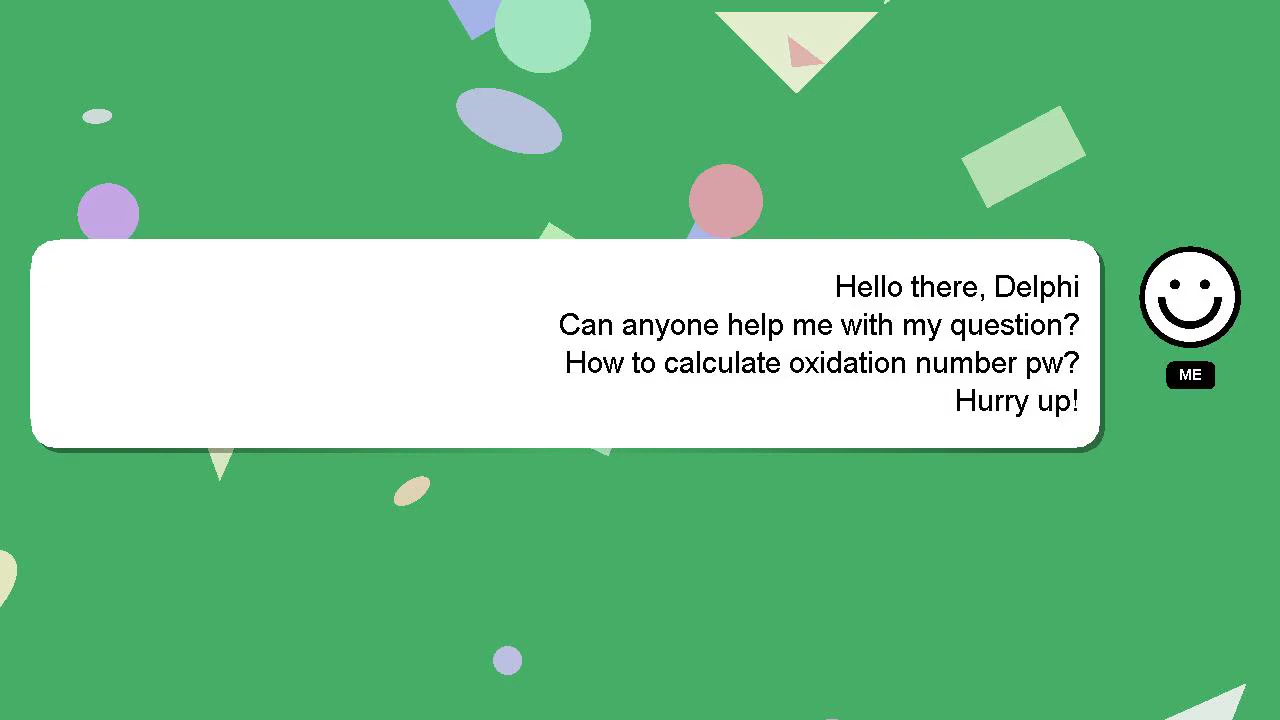 Hello there, Delphi
Can anyone help me with my question?
How to calculate oxidation number pw?
Hurry up!
ME